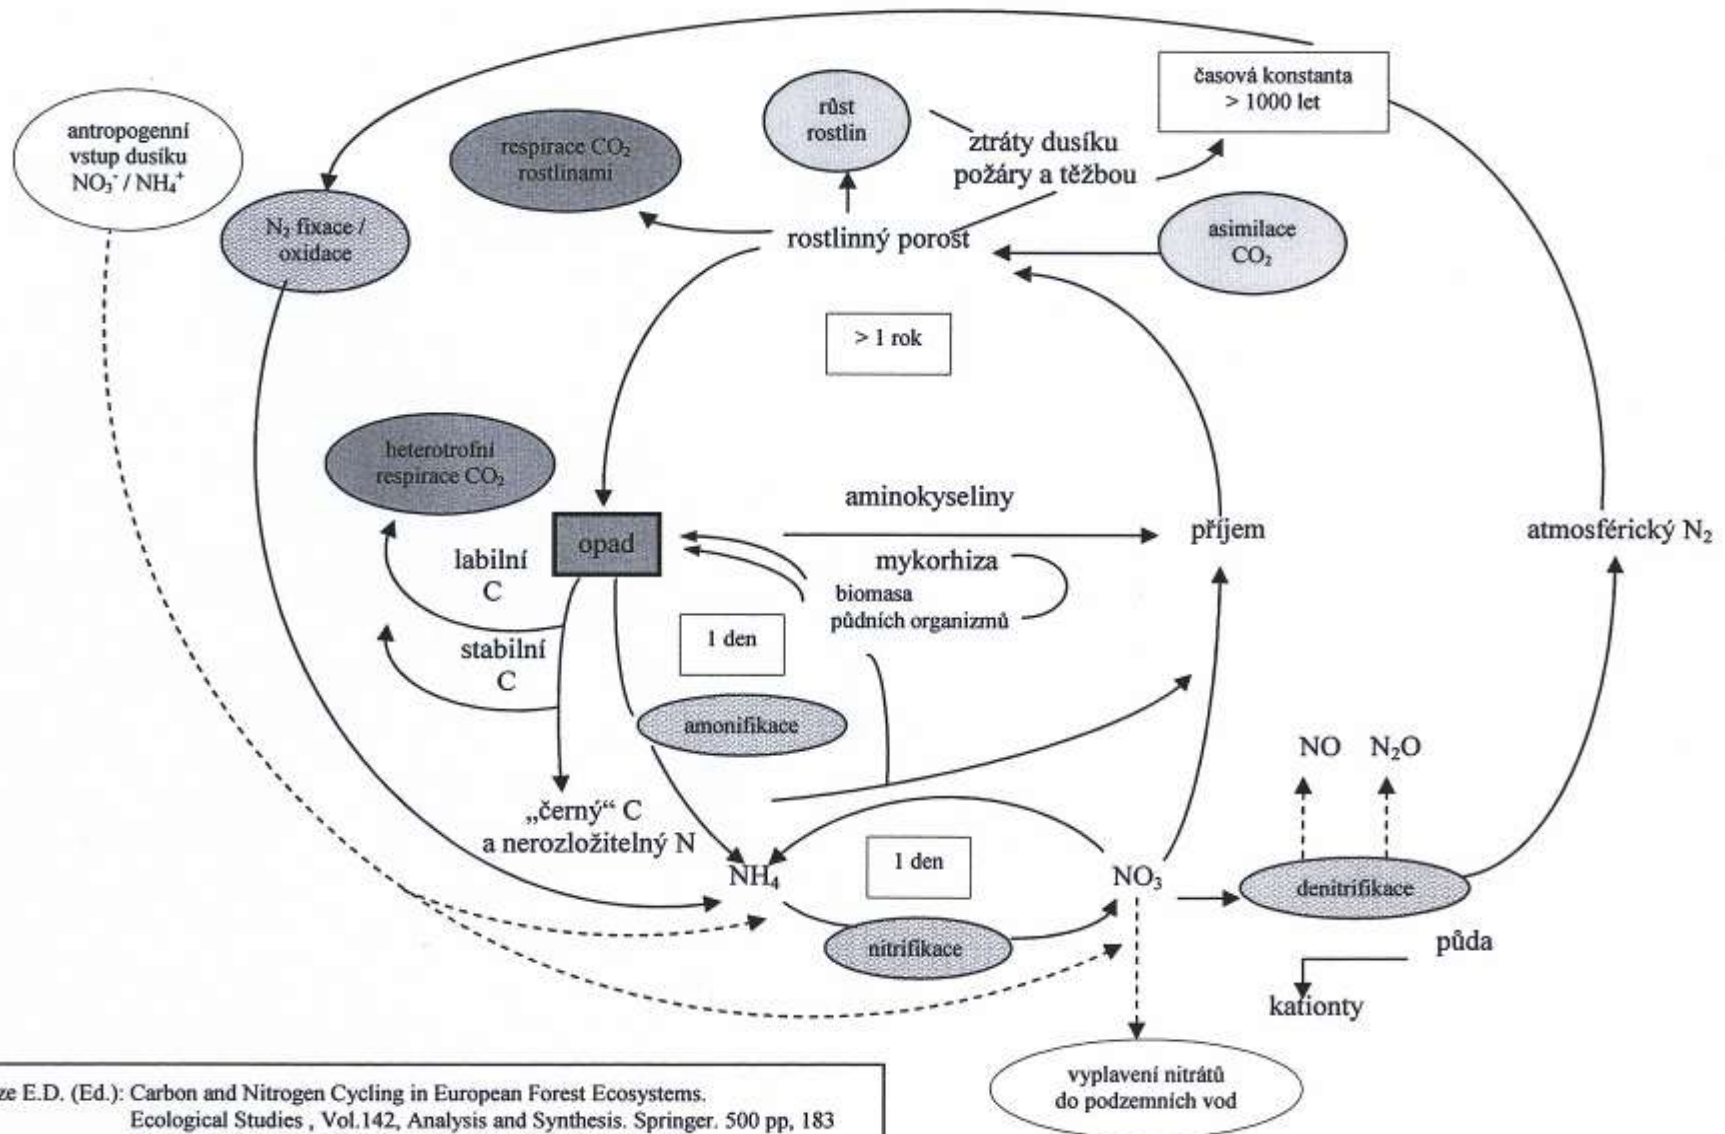 časová konstanta
> 1000 let
růst
rostlin
antropogenní
vstup dusíku
NO₃⁻ / NH₄⁺
respirace CO₂
rostlinami
ztráty dusíku
požáry a těžbou
N₂ fixace /
oxidace
rostlinný porost
asimilace
CO₂
> 1 rok
heterotrofní
respirace CO₂
aminokyseliny
opad
příjem
atmosférický N₂
labilní
C
mykorhiza
biomasa
půdních organizmů
1 den
stabilní
C
amonifikace
NO
N₂O
„černý“ C
a nerozložitelný N
1 den
NH₄
NO₃
denitrifikace
nitrifikace
půda
kationty
vyplavení nitrátů
do podzemních vod
ze E.D. (Ed.): Carbon and Nitrogen Cycling in European Forest Ecosystems.
Ecological Studies , Vol.142, Analysis and Synthesis. Springer. 500 pp, 183